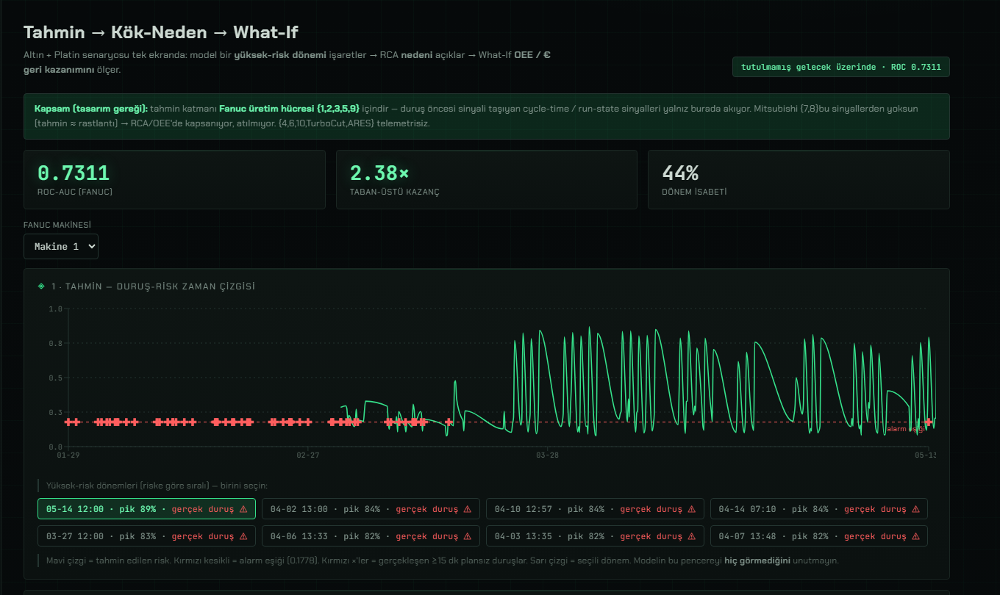 Tahmin → Kök-Neden → What-If
Altın + Platin senaryosu tek ekranda: model bir yüksek-risk dönemi işaretler → RCA nedeni açıklar → What-If OEE / €
geri kazanımını ölçer.
tutulmamış gelecek üzerinde · ROC 0.7311
Kapsam (tasarım gereği): tahmin katmanı Fanuc üretim hücresi {1,2,3,5,9} içindir — duruş öncesi sinyali taşıyan cycle-time / run-state sinyalleri yalnız burada akıyor. Mitsubishi {7,8}bu sinyallerden yoksun
(tahmin ≈ rastlantı) → RCA/OEE'de kapsanıyor, atılmıyor. {4,6,10,TurboCut,ARES} telemetrisiz.
0.7311
ROC-AUC (FANUC)
2.38×
TABAN-ÜSTÜ KAZANÇ
44%
DÖNEM İSABETİ
FANUC MAKİNESİ
Makine 1
1 · TAHMİN — DURUŞ-RİSK ZAMAN ÇİZGİSİ
1.0
0.8
0.5
0.3
0.0
alarm eşiği
01-29
02-27
03-28
05-13
Yüksek-risk dönemleri (riske göre sıralı) — birini seçin:
05-14 12:00 · pik 89% · gerçek duruş ⚠
04-02 13:00 · pik 84% · gerçek duruş ⚠
04-10 12:57 · pik 84% · gerçek duruş ⚠
04-14 07:10 · pik 84% · gerçek duruş ⚠
03-27 12:00 · pik 83% · gerçek duruş ⚠
04-06 13:33 · pik 82% · gerçek duruş ⚠
04-03 13:35 · pik 82% · gerçek duruş ⚠
04-07 13:48 · pik 82% · gerçek duruş ⚠
Mavi çizgi = tahmin edilen risk. Kırmızı kesikli = alarm eşiği (0.1778). Kırmızı ×'ler = gerçekleşen ≥15 dk plansız duruşlar. Sarı çizgi = seçili dönem. Modelin bu pencereyi hiç görmediğini unutmayın.